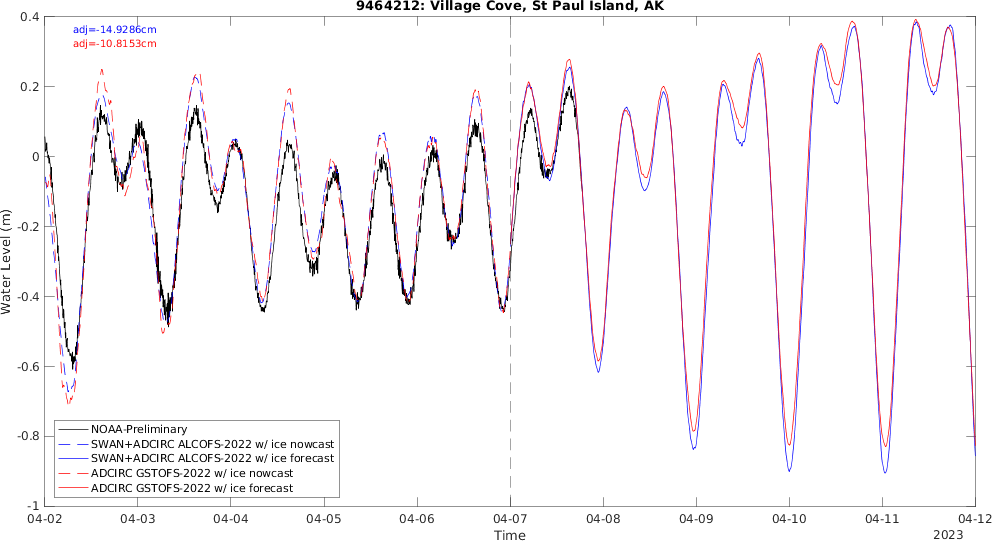 9464212: Village Cove, St Paul Island, AK
adj=-14.9286cm
adj=-10.8153cm
0.4
0.2
0
-0.2
-0.4
-0.6
-0.8
-1
Water Level (m)
NOAA-Preliminary
SWAN+ADCIRC ALCOFS-2022 w/ ice nowcast
SWAN+ADCIRC ALCOFS-2022 w/ ice forecast
ADCIRC GSTOFS-2022 w/ ice nowcast
ADCIRC GSTOFS-2022 w/ ice forecast
04-02 04-03 04-04 04-05 04-06 04-07 04-08 04-09 04-10 04-11 04-12
Time
2023